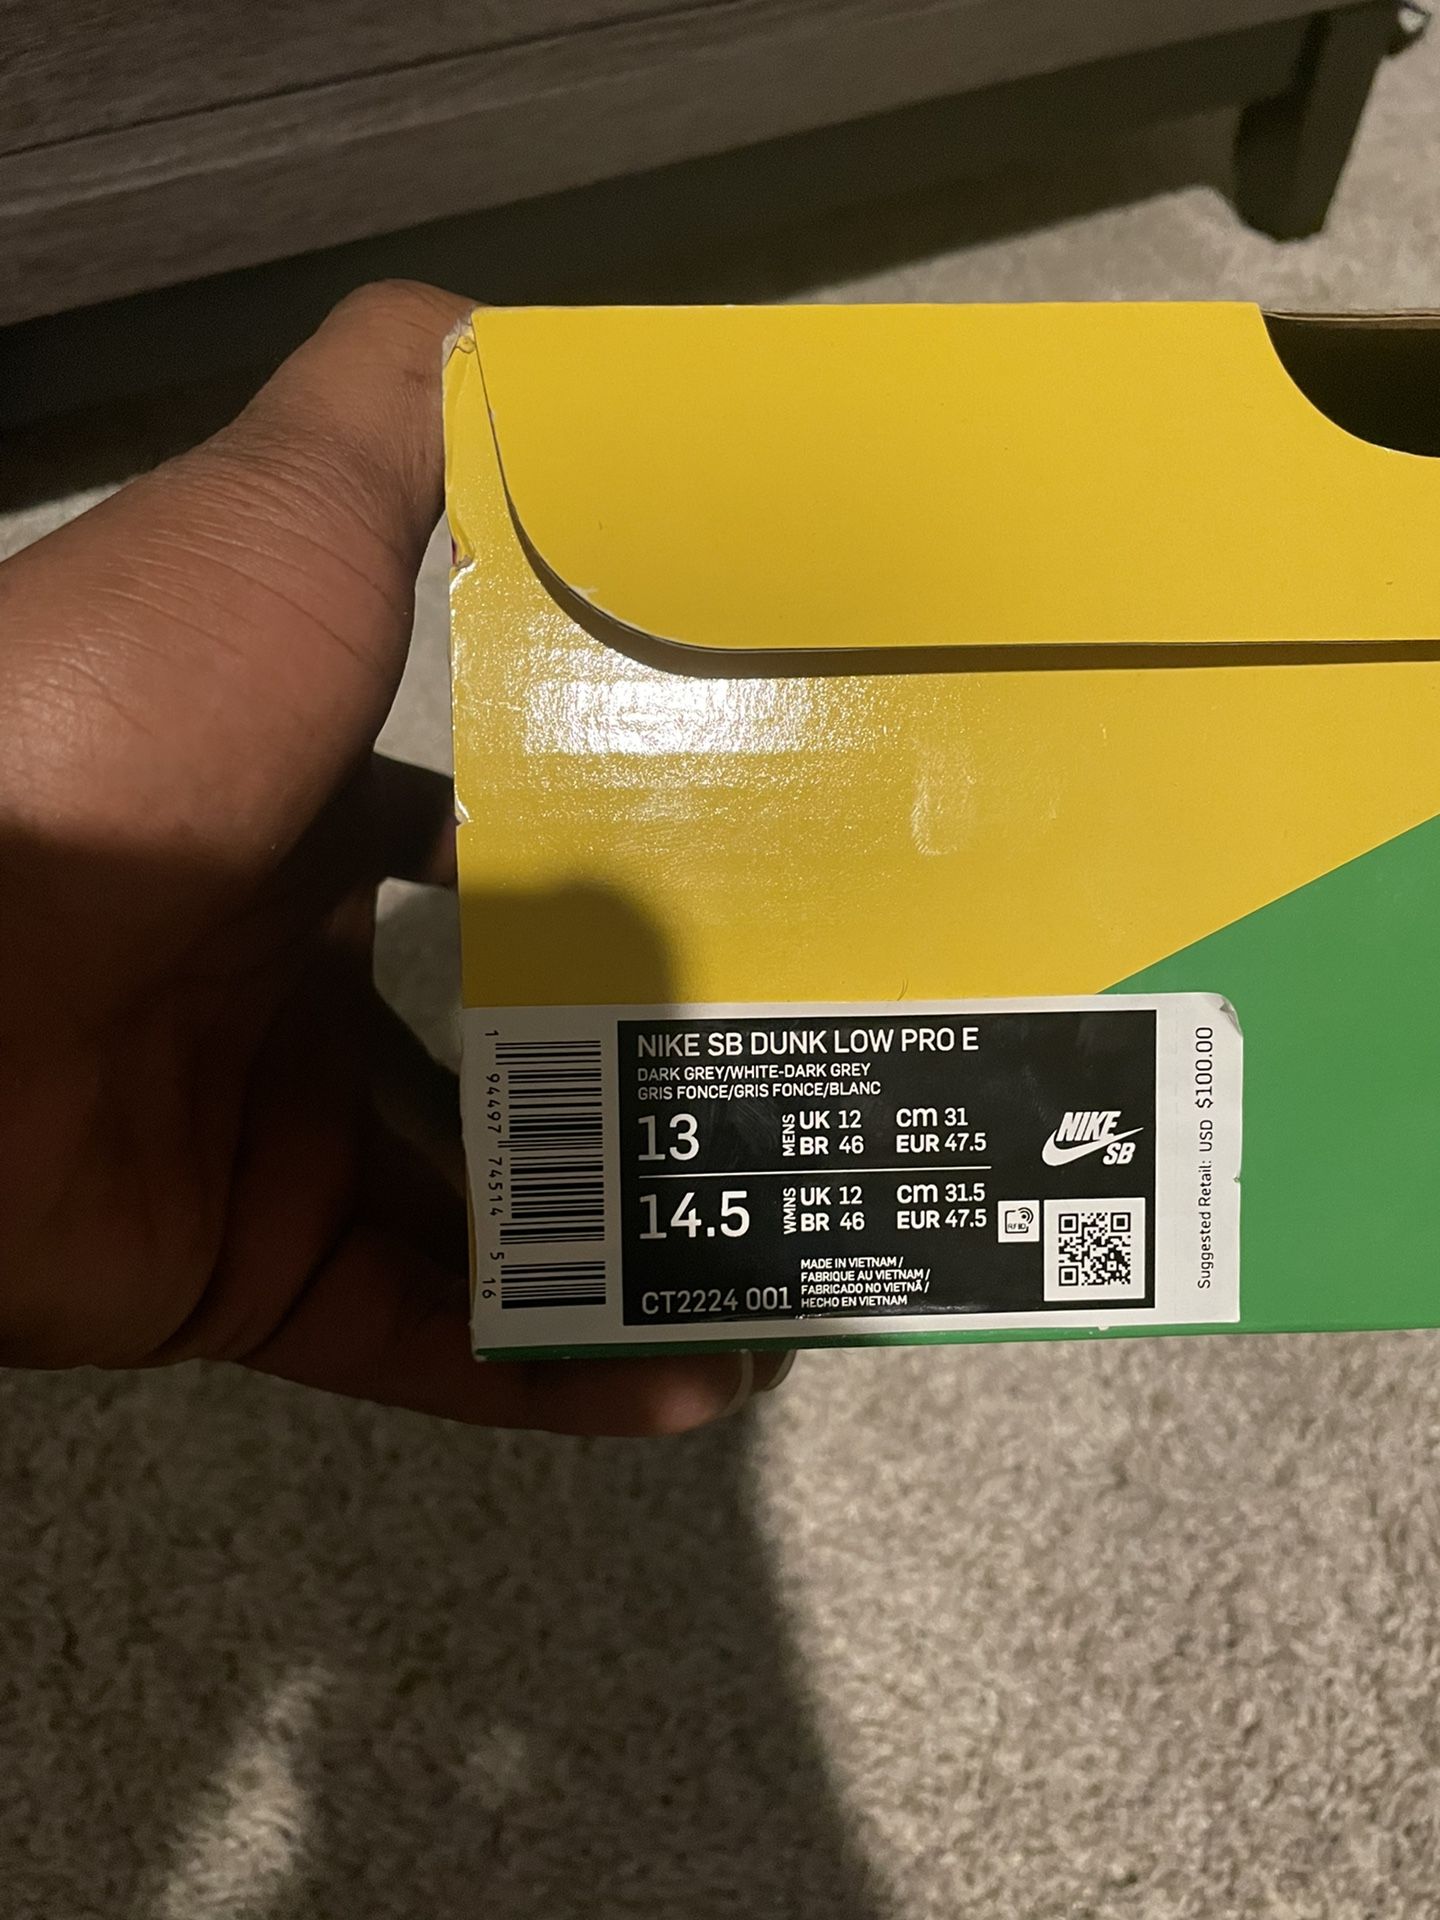 NIKE SB DUNK LOW PRO E
DARK GREY/WHITE-DARK GREY
GRIS FONCE/GRIS FONCE/BLANC
13 MENS UK 12 CM 31
BR 46 EUR 47.5
14.5 WMNS UK 12 CM 31.5
BR 46 EUR 47.5
RFID
NIKE
SB
CT2224 001
MADE IN VIETNAM /
FABRIQUE AU VIETNAM /
FABRICADO NO VIETNÃ /
HECHO EN VIETNAM
1 94497 74514 5 16
Suggested Retail: USD $100.00